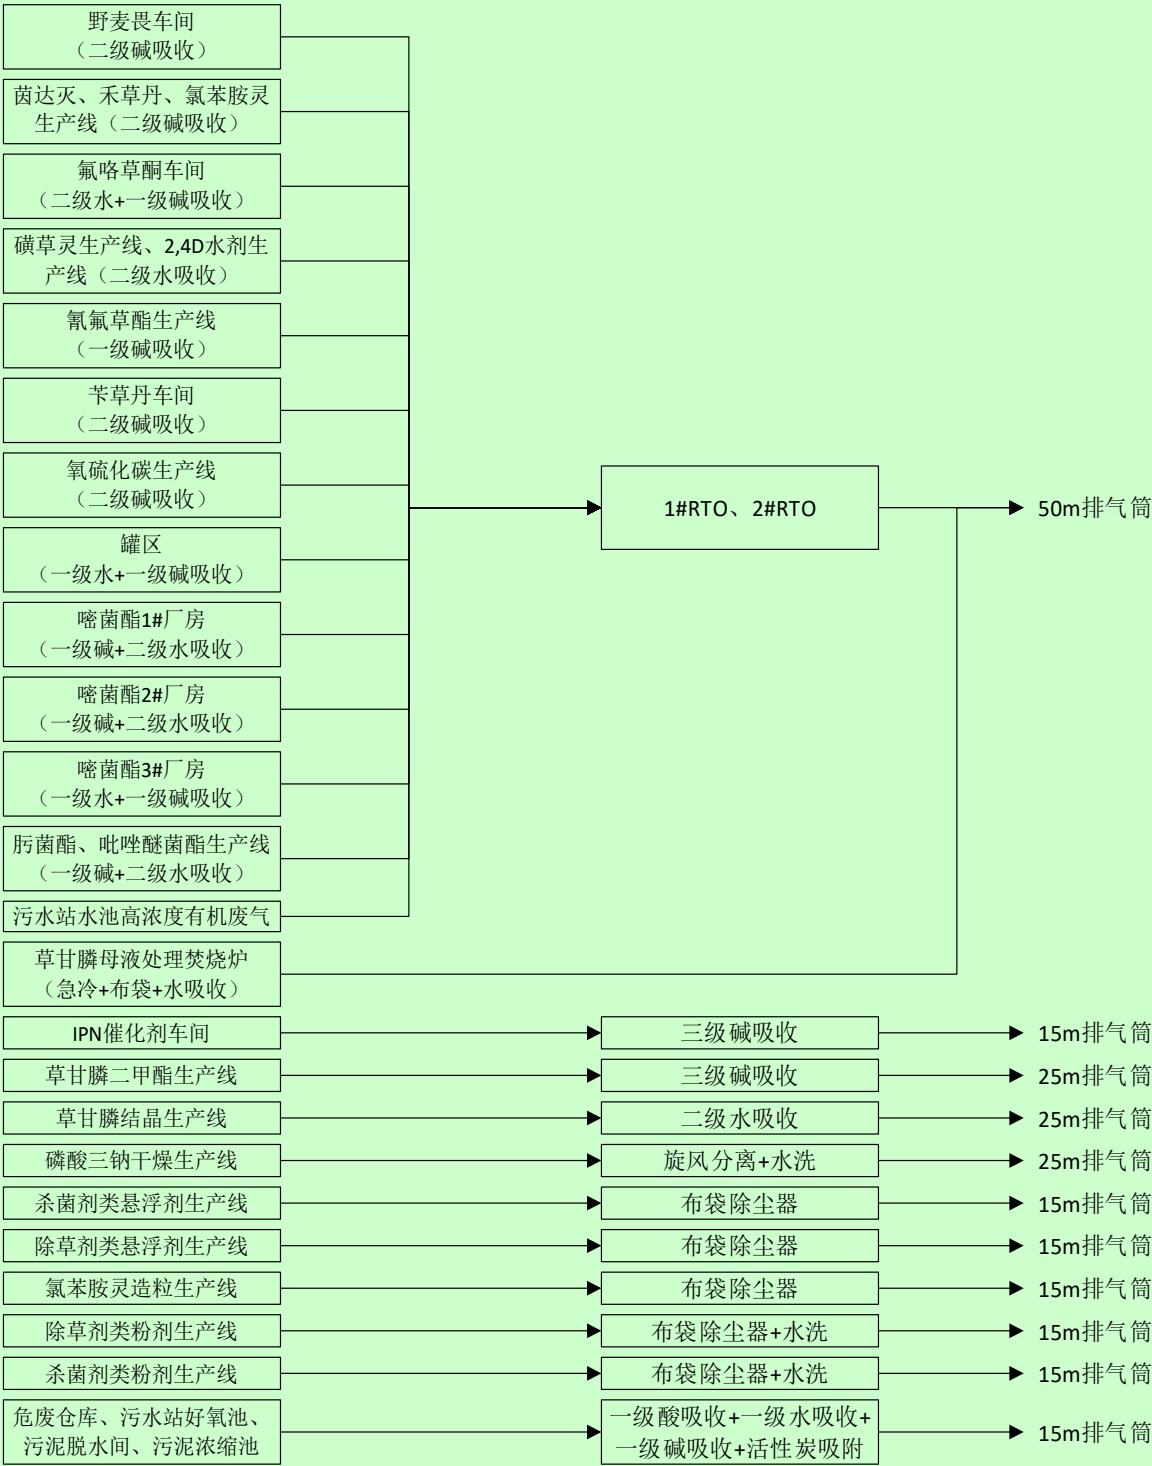 野麦畏车间
（二级碱吸收）
茵达灭、禾草丹、氯苯胺灵
生产线（二级碱吸收）
氟咯草酮车间
（二级水+一级碱吸收）
磺草灵生产线、2,4D水剂生
产线（二级水吸收）
氰氟草酯生产线
（一级碱吸收）
苄草丹车间
（二级碱吸收）
氧硫化碳生产线
（二级碱吸收）
1#RTO、2#RTO
50m排气筒
罐区
（一级水+一级碱吸收）
嘧菌酯1#厂房
（一级碱+二级水吸收）
嘧菌酯2#厂房
（一级碱+二级水吸收）
嘧菌酯3#厂房
（一级水+一级碱吸收）
肟菌酯、吡唑醚菌酯生产线
（一级碱+二级水吸收）
污水站水池高浓度有机废气
草甘膦母液处理焚烧炉
（急冷+布袋+水吸收）
IPN催化剂车间
三级碱吸收
15m排气筒
草甘膦二甲酯生产线
三级碱吸收
25m排气筒
草甘膦结晶生产线
二级水吸收
25m排气筒
磷酸三钠干燥生产线
旋风分离+水洗
25m排气筒
杀菌剂类悬浮剂生产线
布袋除尘器
15m排气筒
除草剂类悬浮剂生产线
布袋除尘器
15m排气筒
氯苯胺灵造粒生产线
布袋除尘器
15m排气筒
除草剂类粉剂生产线
布袋除尘器+水洗
15m排气筒
杀菌剂类粉剂生产线
布袋除尘器+水洗
15m排气筒
危废仓库、污水站好氧池、
污泥脱水间、污泥浓缩池
一级酸吸收+一级水吸收+
一级碱吸收+活性炭吸附
15m排气筒